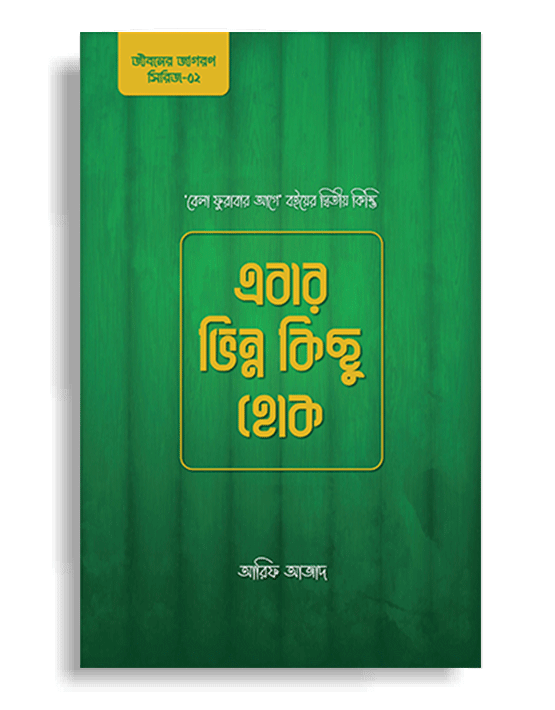 জীবনের জাগরণ
সিরিজ-০২
'বেলা ফুরাবার আগে' বইয়ের দ্বিতীয় কিস্তি
এবার
ভিন্ন কিছু
হোক
আরিফ আজাদ